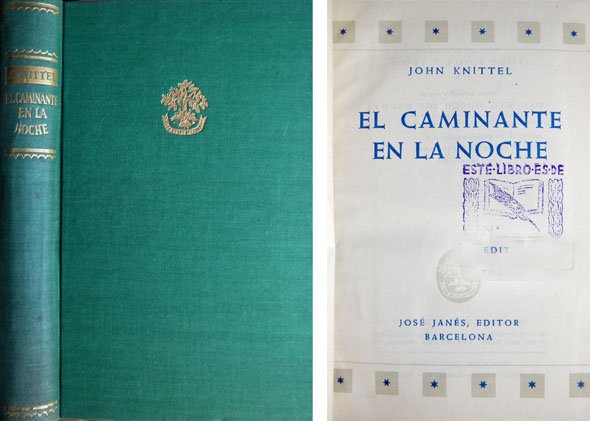 J. KNITTEL
EL CAMINANTE
EN LA
NOCHE
JOHN KNITTEL
EL CAMINANTE
EN LA NOCHE
ESTE·LIBRO·ES·DE
EDIT
JOSÉ JANÉS, EDITOR
BARCELONA